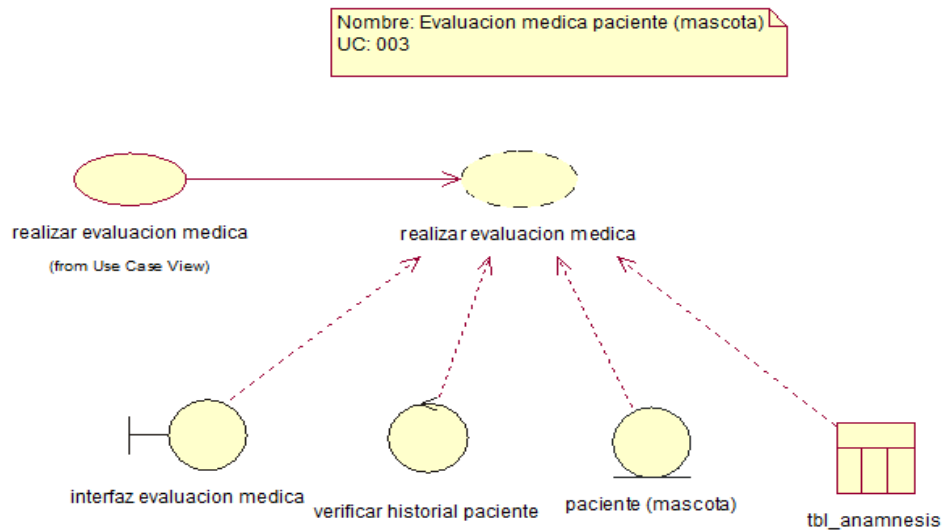 Nombre: Evaluacion medica paciente (mascota)
UC: 003
realizar evaluacion medica
(from Use Case View)
realizar evaluacion medica
interfaz evaluacion medica
verificar historial paciente
paciente (mascota)
tbl_anamnesis